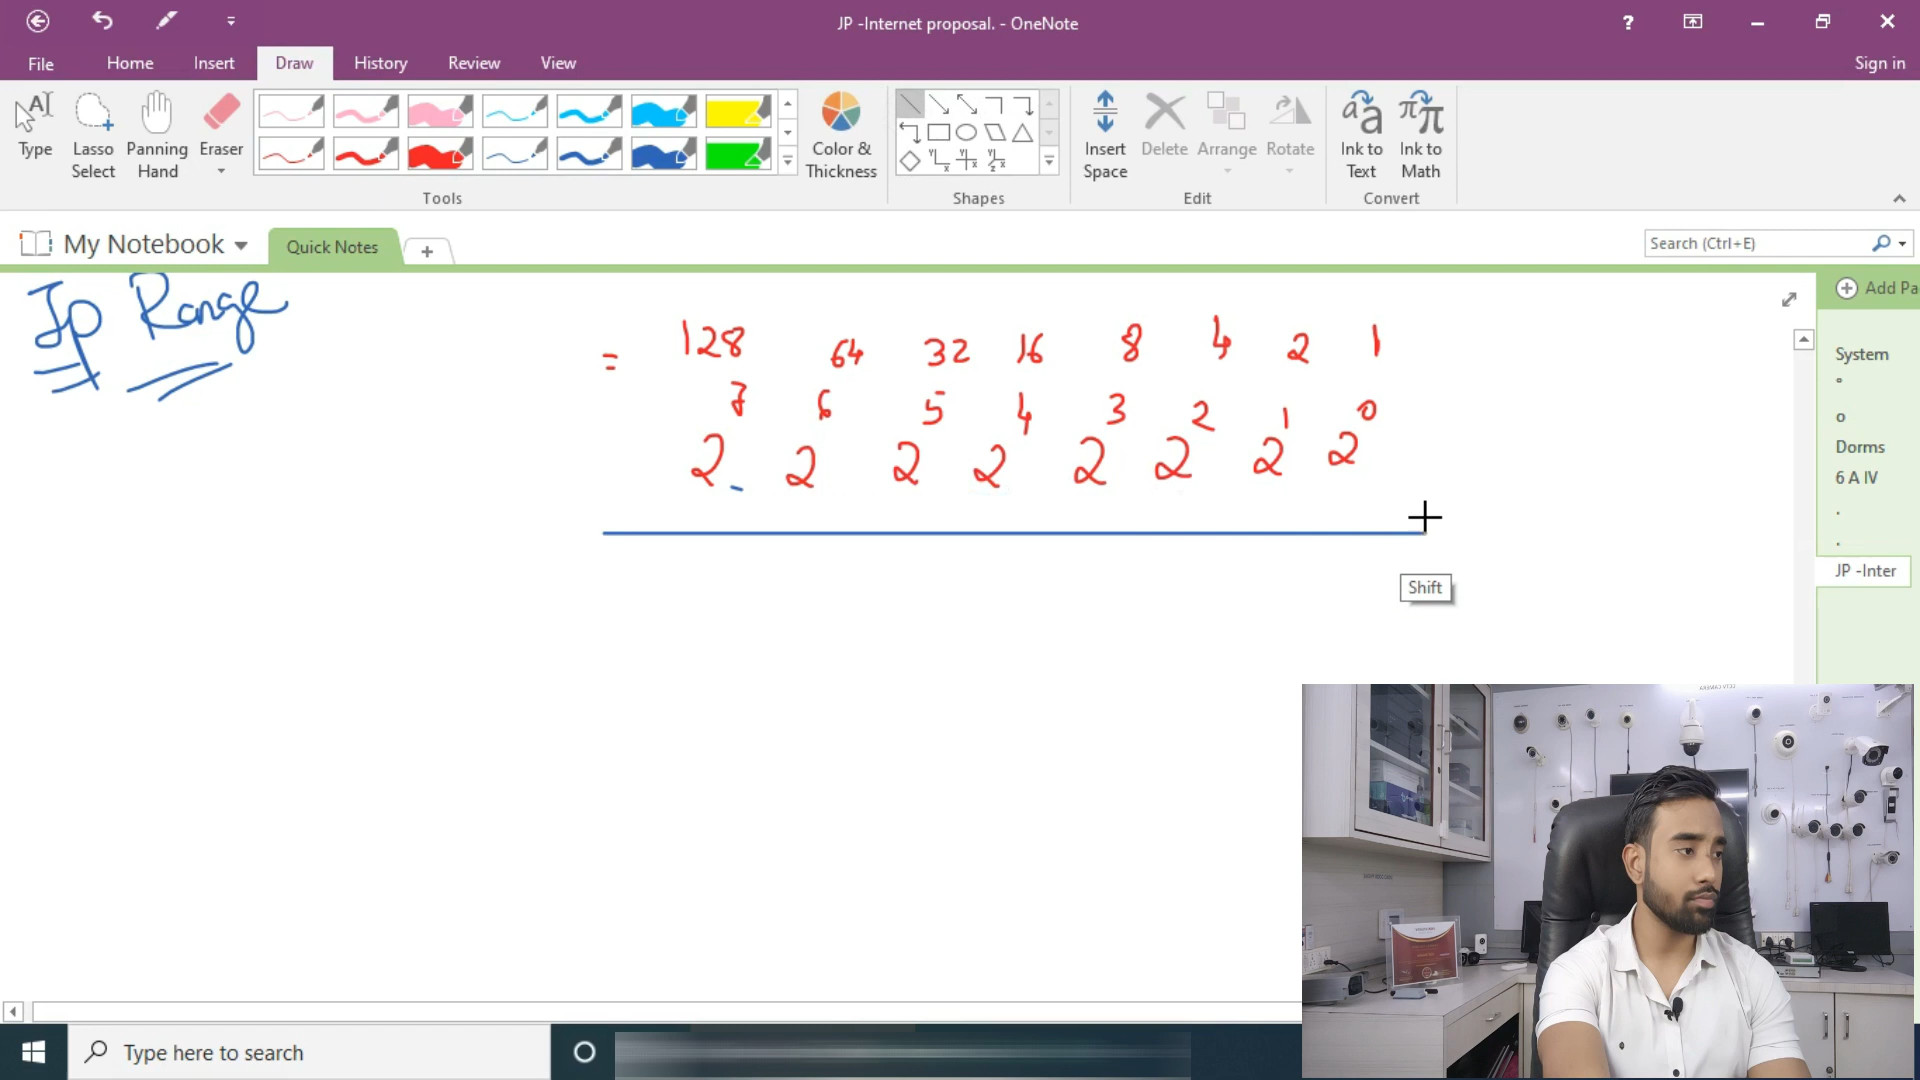 JP -Internet proposal. - OneNote
File Home Insert Draw History Review View Sign in
Type Lasso Select Panning Hand Eraser Color & Thickness Insert Space Delete Arrange Rotate Ink to Text Ink to Math
Tools Shapes Edit Convert
My Notebook Quick Notes Search (Ctrl+E)
Ip Range
Add Pa
= 128 64 32 16 8 4 2 1
2^7 2^6 2^5 2^4 2^3 2^2 2^1 2^0
System
o
Dorms
6 A IV
.
.
JP -Inter
Shift
Type here to search